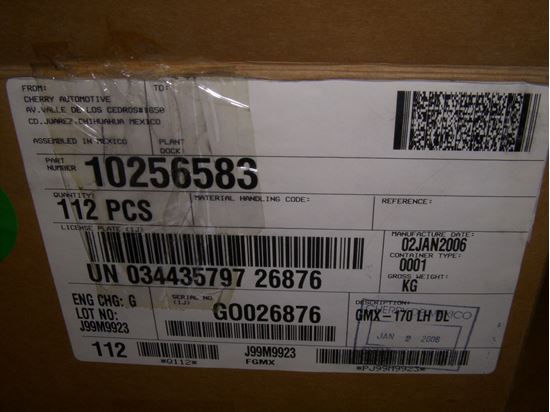 FROM: TO:
CHERRY AUTOMOTIVE
AV.VALLE DE LOS CEDROS#1650
CD.JUAREZ.CHIHUAHUA MEXICO
ASSEMBLED IN MEXICO
PLANT
DOCK:
PART
NUMBER 10256583
QUANTITY:
112 PCS
MATERIAL HANDLING CODE:
REFERENCE:
LICENSE PLATE (1J)
UN 034435797 26876
MANUFACTURE DATE:
02JAN2006
CONTAINER TYPE:
0001
GROSS WEIGHT:
KG
ENG CHG: G
LOT NO:
J99M9923
SERIAL NO
(1J)
G0026876
DESCRIPTION:
GMX-170 LH DL
JAN 2 2006
112
*Q112*
J99M9923
FGMX
*PJ99M9923*